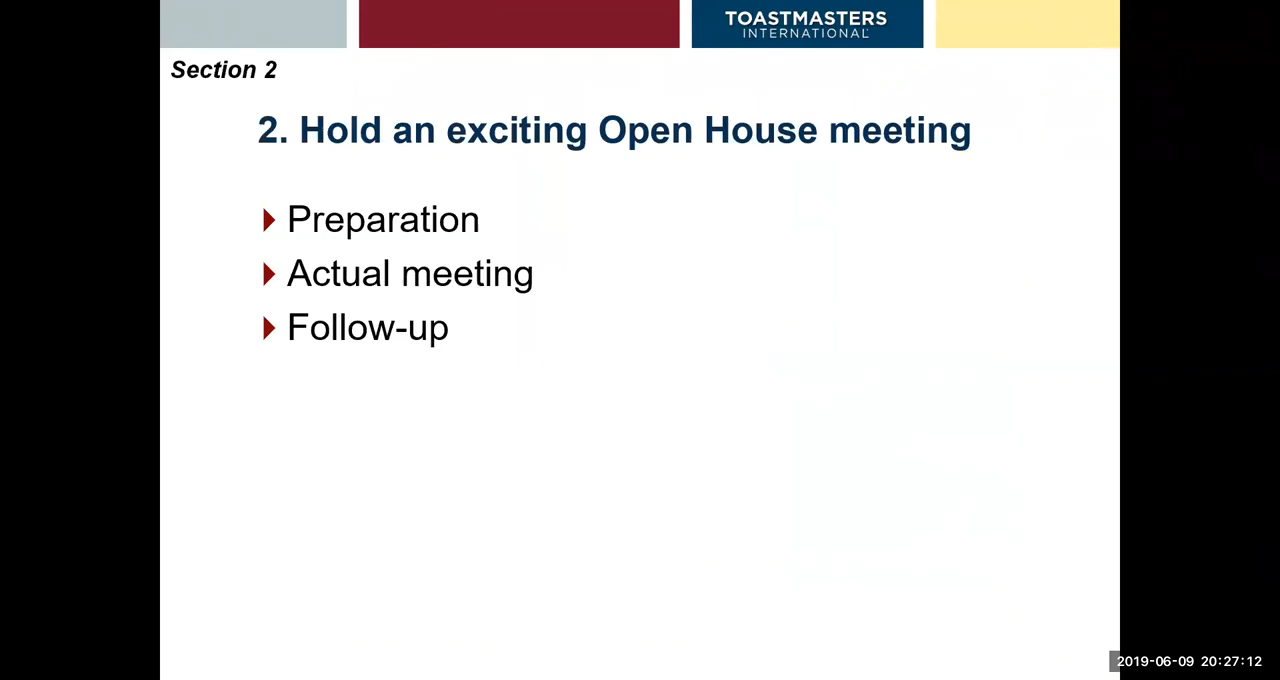 TOASTMASTERS
INTERNATIONAL
Section 2
2. Hold an exciting Open House meeting
Preparation
Actual meeting
Follow-up
2019-06-09 20:27:12